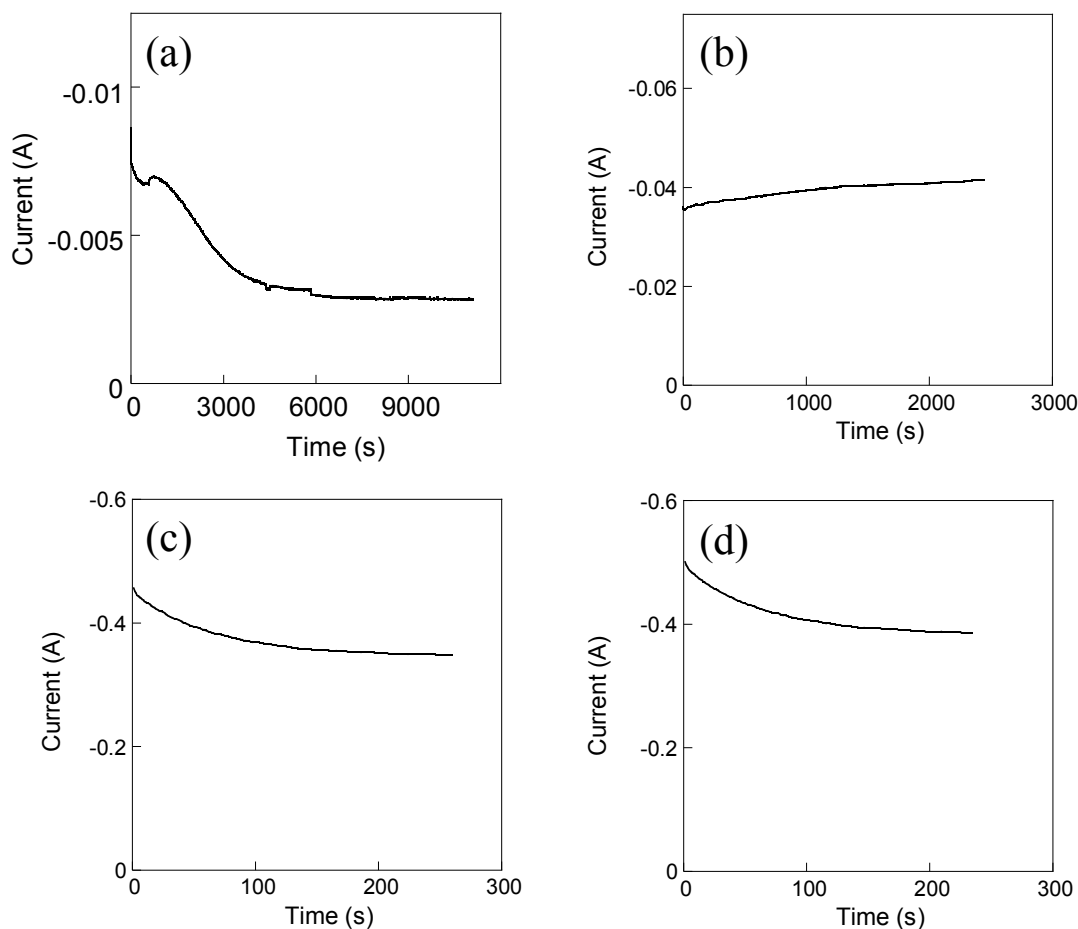 (a)
Current (A)
-0.01
-0.005
0
0 3000 6000 9000
Time (s)
(b)
Current (A)
-0.06
-0.04
-0.02
0
0 1000 2000 3000
Time (s)
(c)
Current (A)
-0.6
-0.4
-0.2
0
0 100 200 300
Time (s)
(d)
Current (A)
-0.6
-0.4
-0.2
0
0 100 200 300
Time (s)